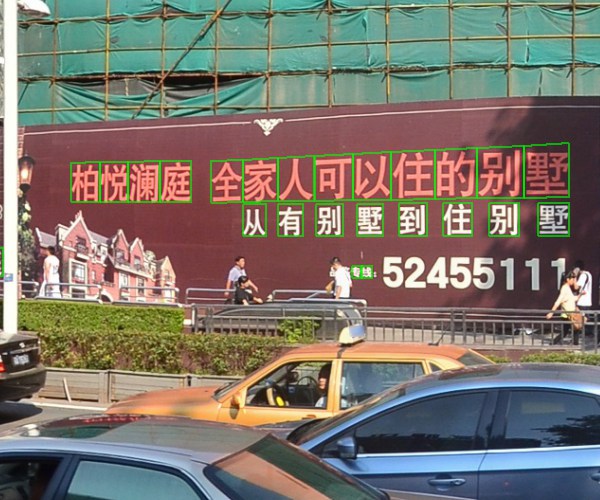 柏悦澜庭 全家人可以住的别墅
从有别墅到住别墅
专线: 52455111